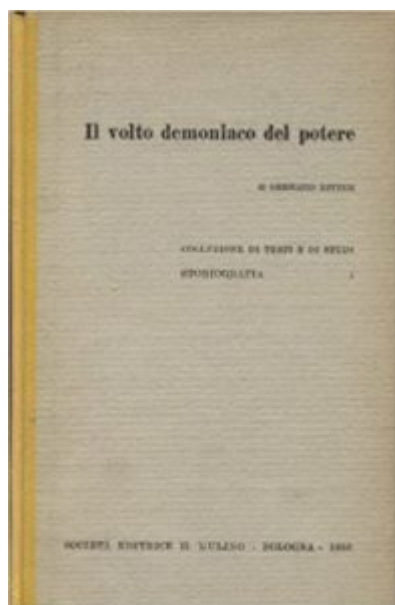 Il volto demoniaco del potere
di GERHARD RITTER
COLLEZIONE DI TESTI E DI STUDI
STORIOGRAFIA 1
SOCIETÀ EDITRICE IL MULINO - BOLOGNA -